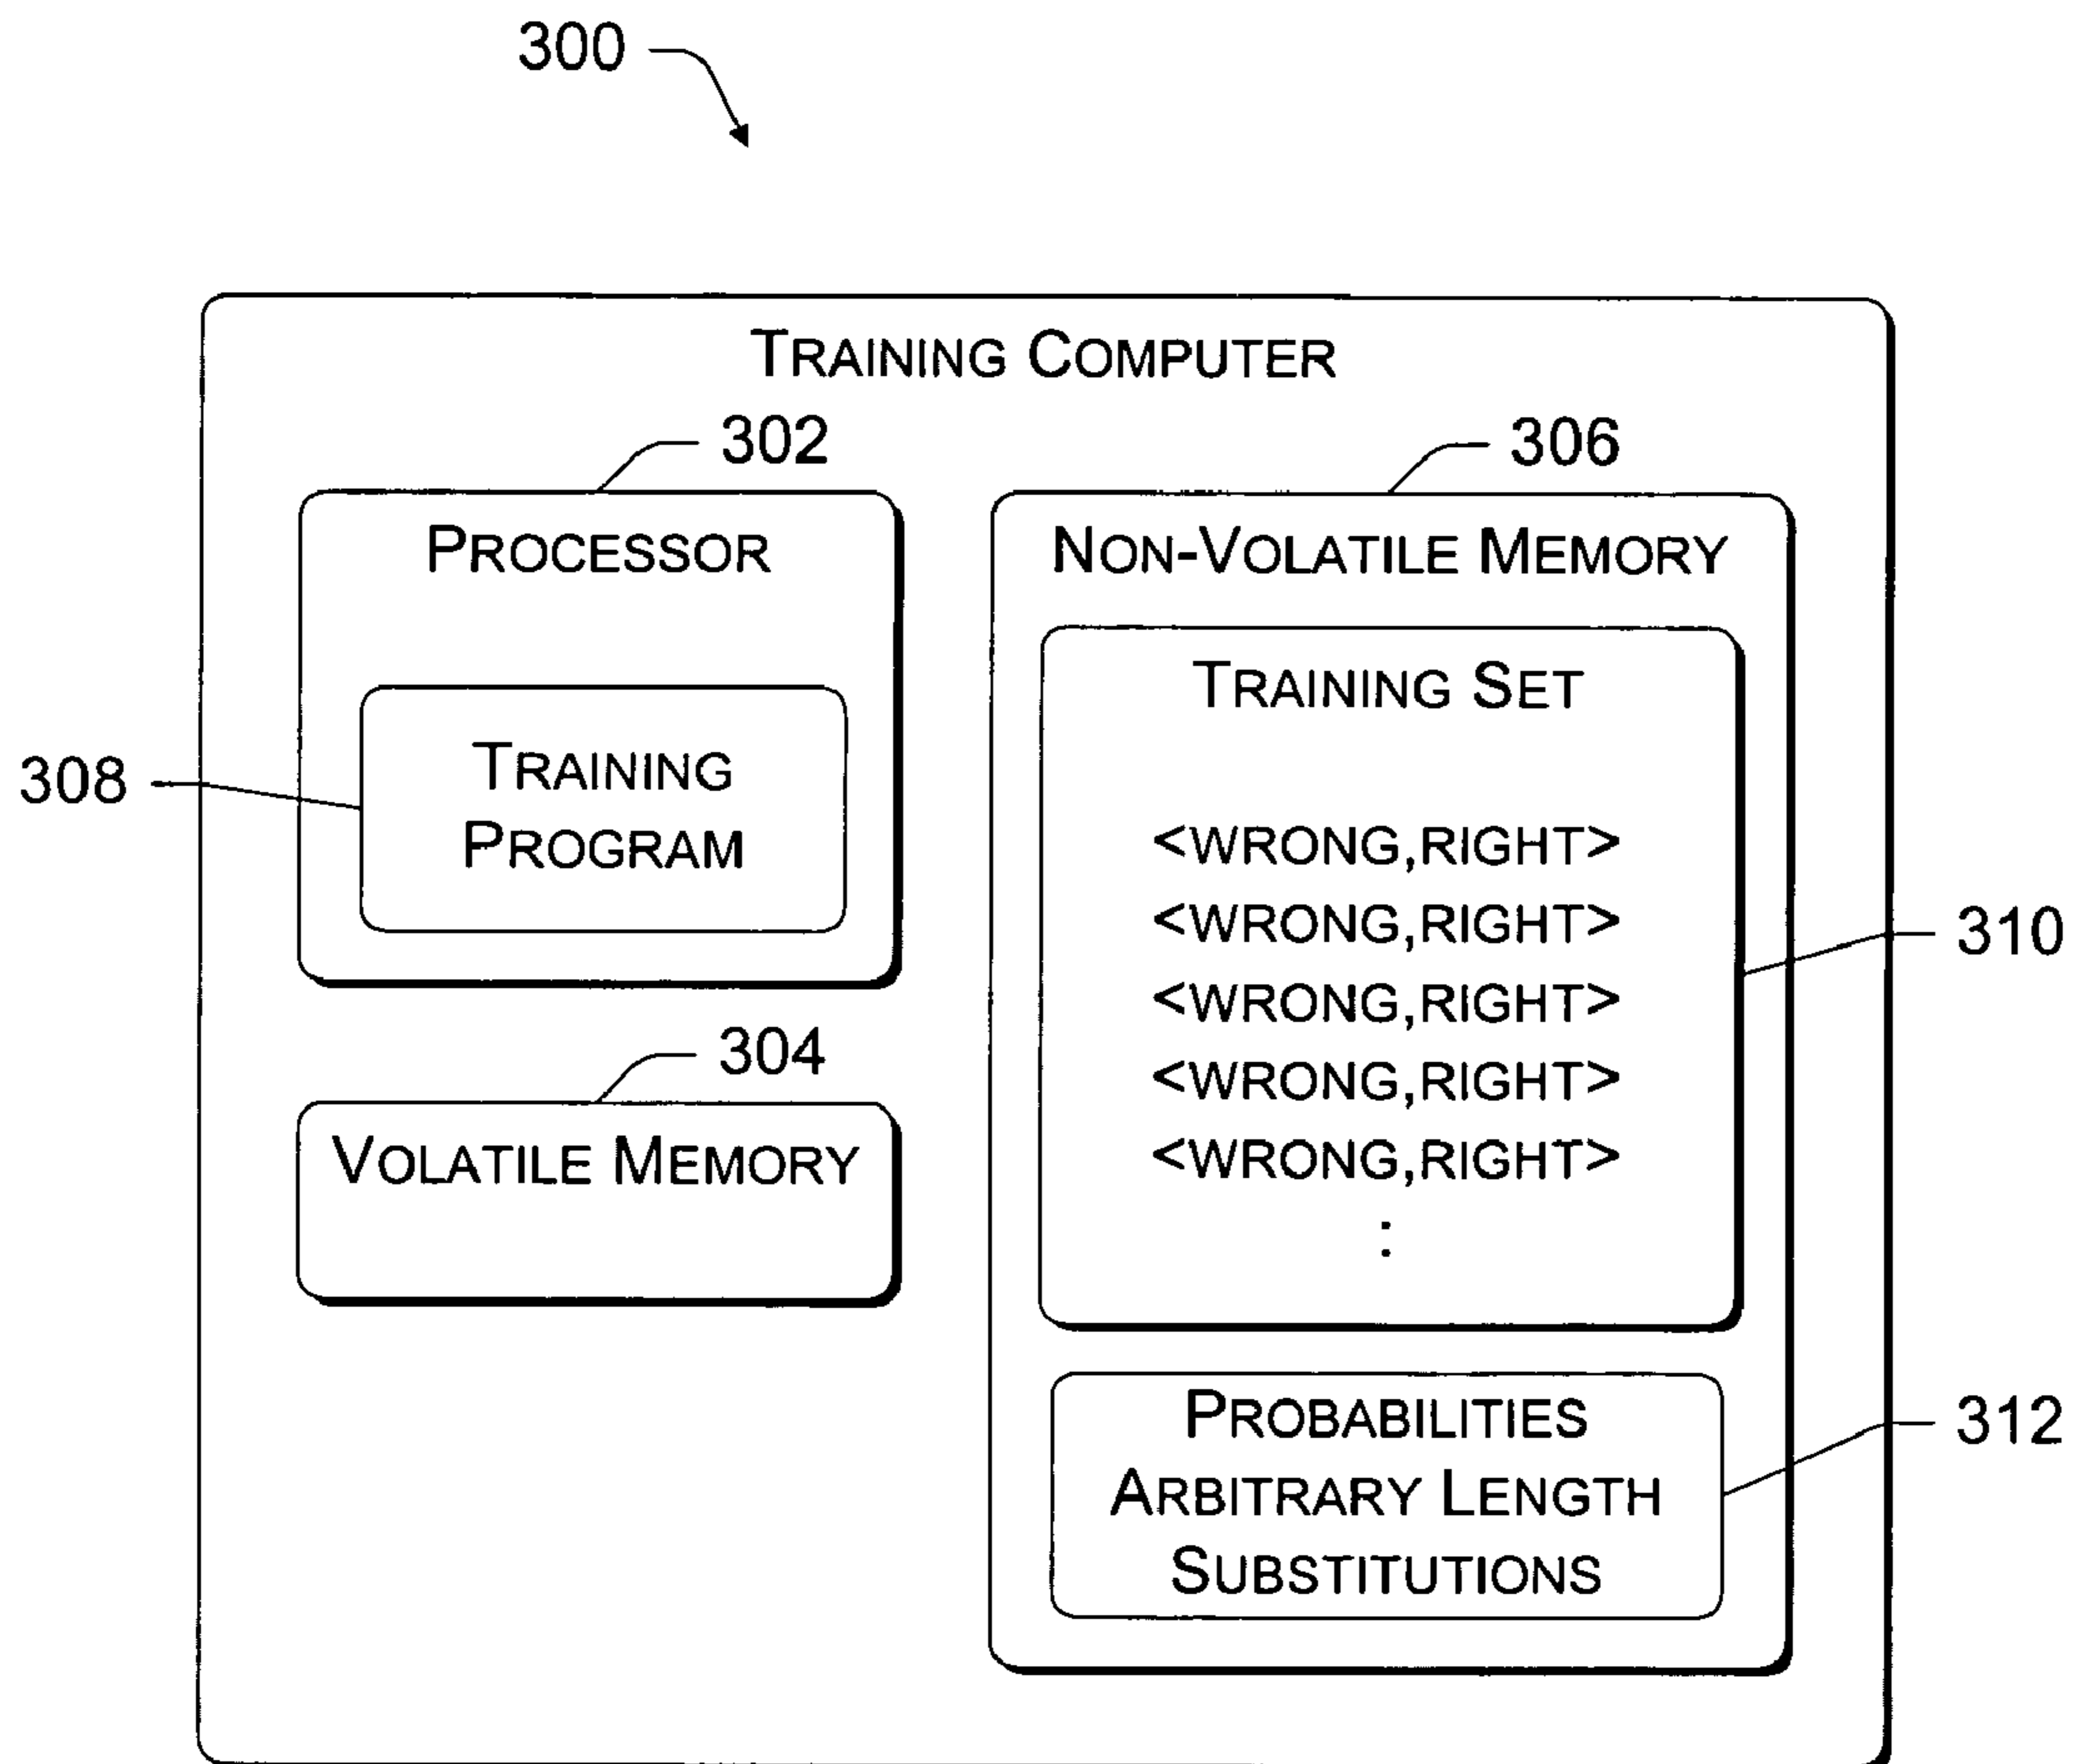 300
TRAINING COMPUTER
302
PROCESSOR
308
TRAINING
PROGRAM
304
VOLATILE MEMORY
306
NON-VOLATILE MEMORY
TRAINING SET
<WRONG,RIGHT>
<WRONG,RIGHT>
<WRONG,RIGHT>
<WRONG,RIGHT>
<WRONG,RIGHT>
:
310
PROBABILITIES
ARBITRARY LENGTH
SUBSTITUTIONS
312